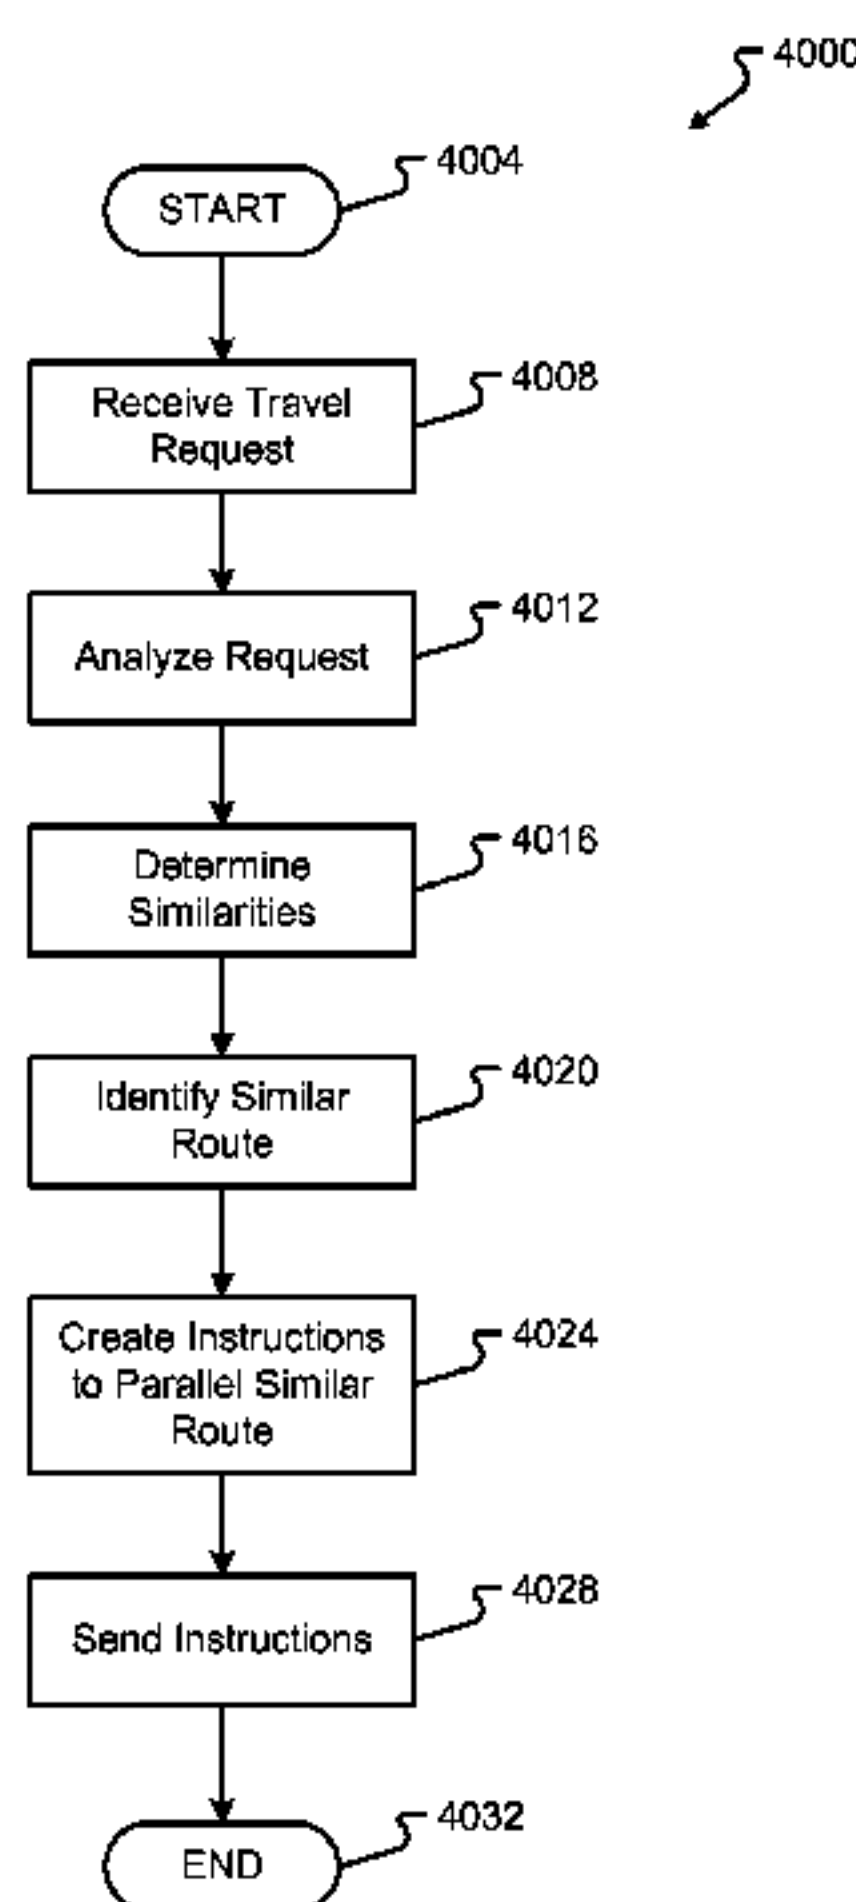 4000
START
4004
Receive Travel
Request
4008
Analyze Request
4012
Determine
Similarities
4016
Identify Similar
Route
4020
Create Instructions
to Parallel Similar
Route
4024
Send Instructions
4028
END
4032